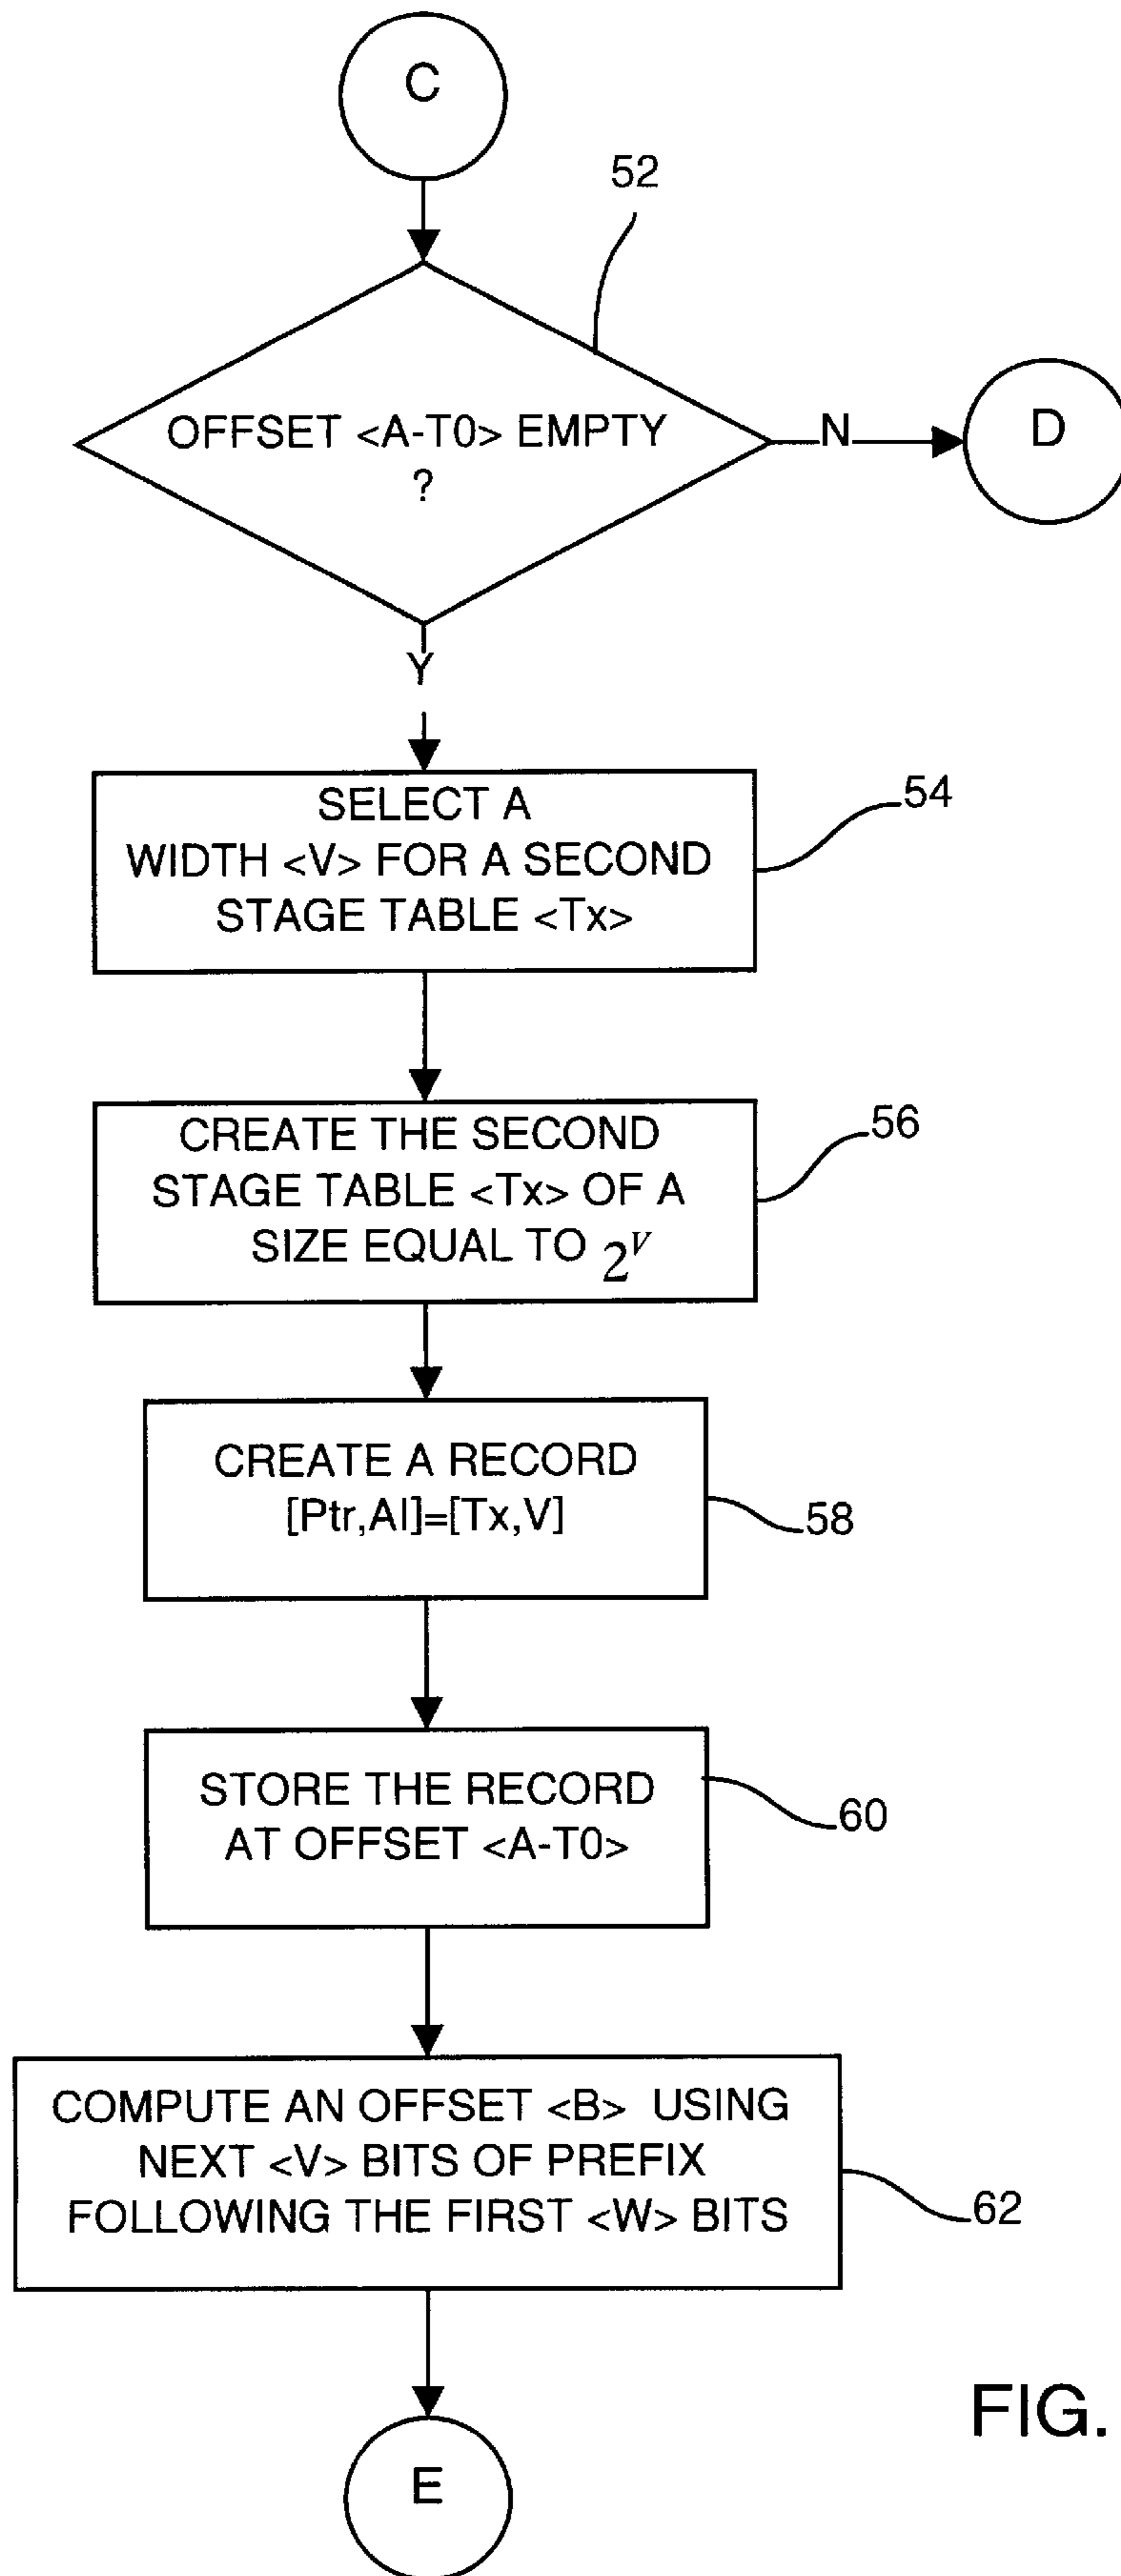 C
52
OFFSET <A-T0> EMPTY
?
N
D
Y
SELECT A
WIDTH <V> FOR A SECOND
STAGE TABLE <Tx>
54
CREATE THE SECOND
STAGE TABLE <Tx> OF A
SIZE EQUAL TO 2^V
56
CREATE A RECORD
[Ptr,AI]=[Tx,V]
58
STORE THE RECORD
AT OFFSET <A-T0>
60
COMPUTE AN OFFSET <B> USING
NEXT <V> BITS OF PREFIX
FOLLOWING THE FIRST <W> BITS
62
FIG.
E